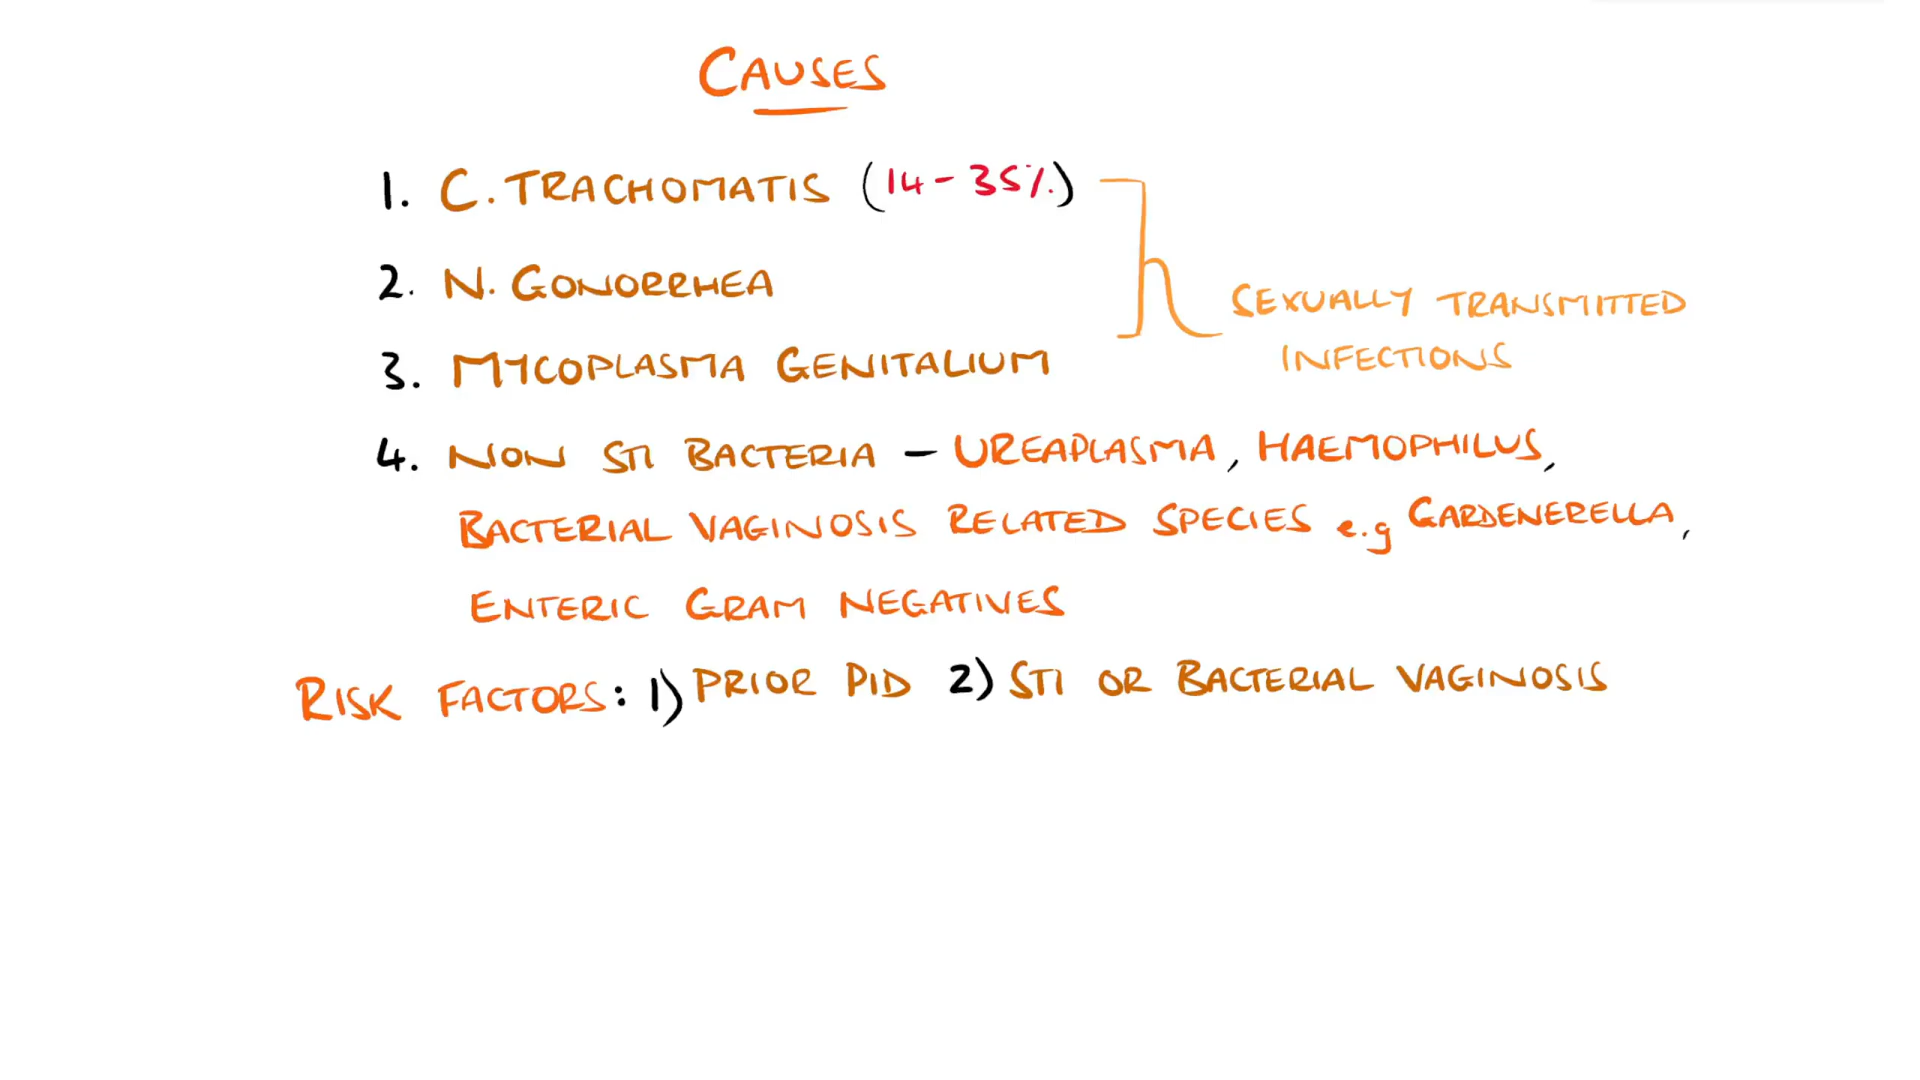 CAUSES
1. C. TRACHOMATIS (14-35%)
2. N. GONORRHEA
SEXUALLY TRANSMITTED
INFECTIONS
3. MYCOPLASMA GENITALIUM
4. NON STI BACTERIA - UREAPLASMA, HAEMOPHILUS,
BACTERIAL VAGINOSIS RELATED SPECIES e.g GARDENERELLA,
ENTERIC GRAM NEGATIVES
RISK FACTORS: 1) PRIOR PID 2) STI OR BACTERIAL VAGINOSIS